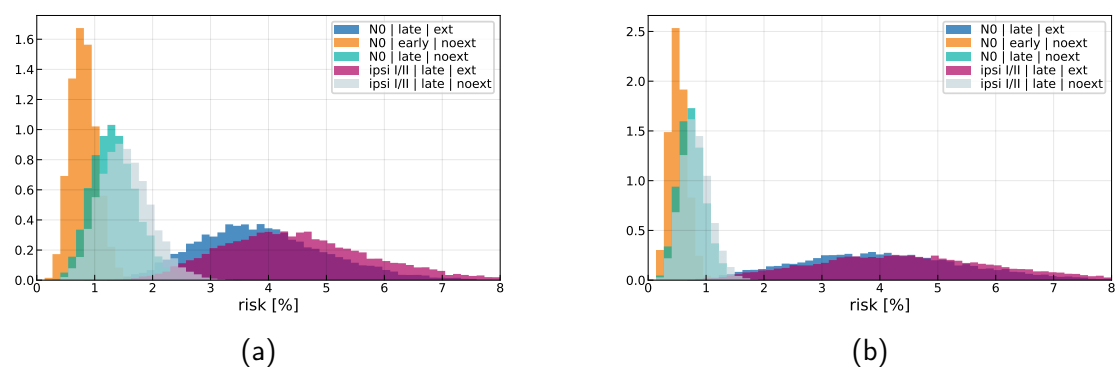 N0 | late | ext
N0 | early | noext
N0 | late | noext
ipsi I/II | late | ext
ipsi I/II | late | noext
1.6
1.4
1.2
1.0
0.8
0.6
0.4
0.2
0.0
0 1 2 3 4 5 6 7 8
risk [%]
(a)
N0 | late | ext
N0 | early | noext
N0 | late | noext
ipsi I/II | late | ext
ipsi I/II | late | noext
2.5
2.0
1.5
1.0
0.5
0.0
0 1 2 3 4 5 6 7 8
risk [%]
(b)